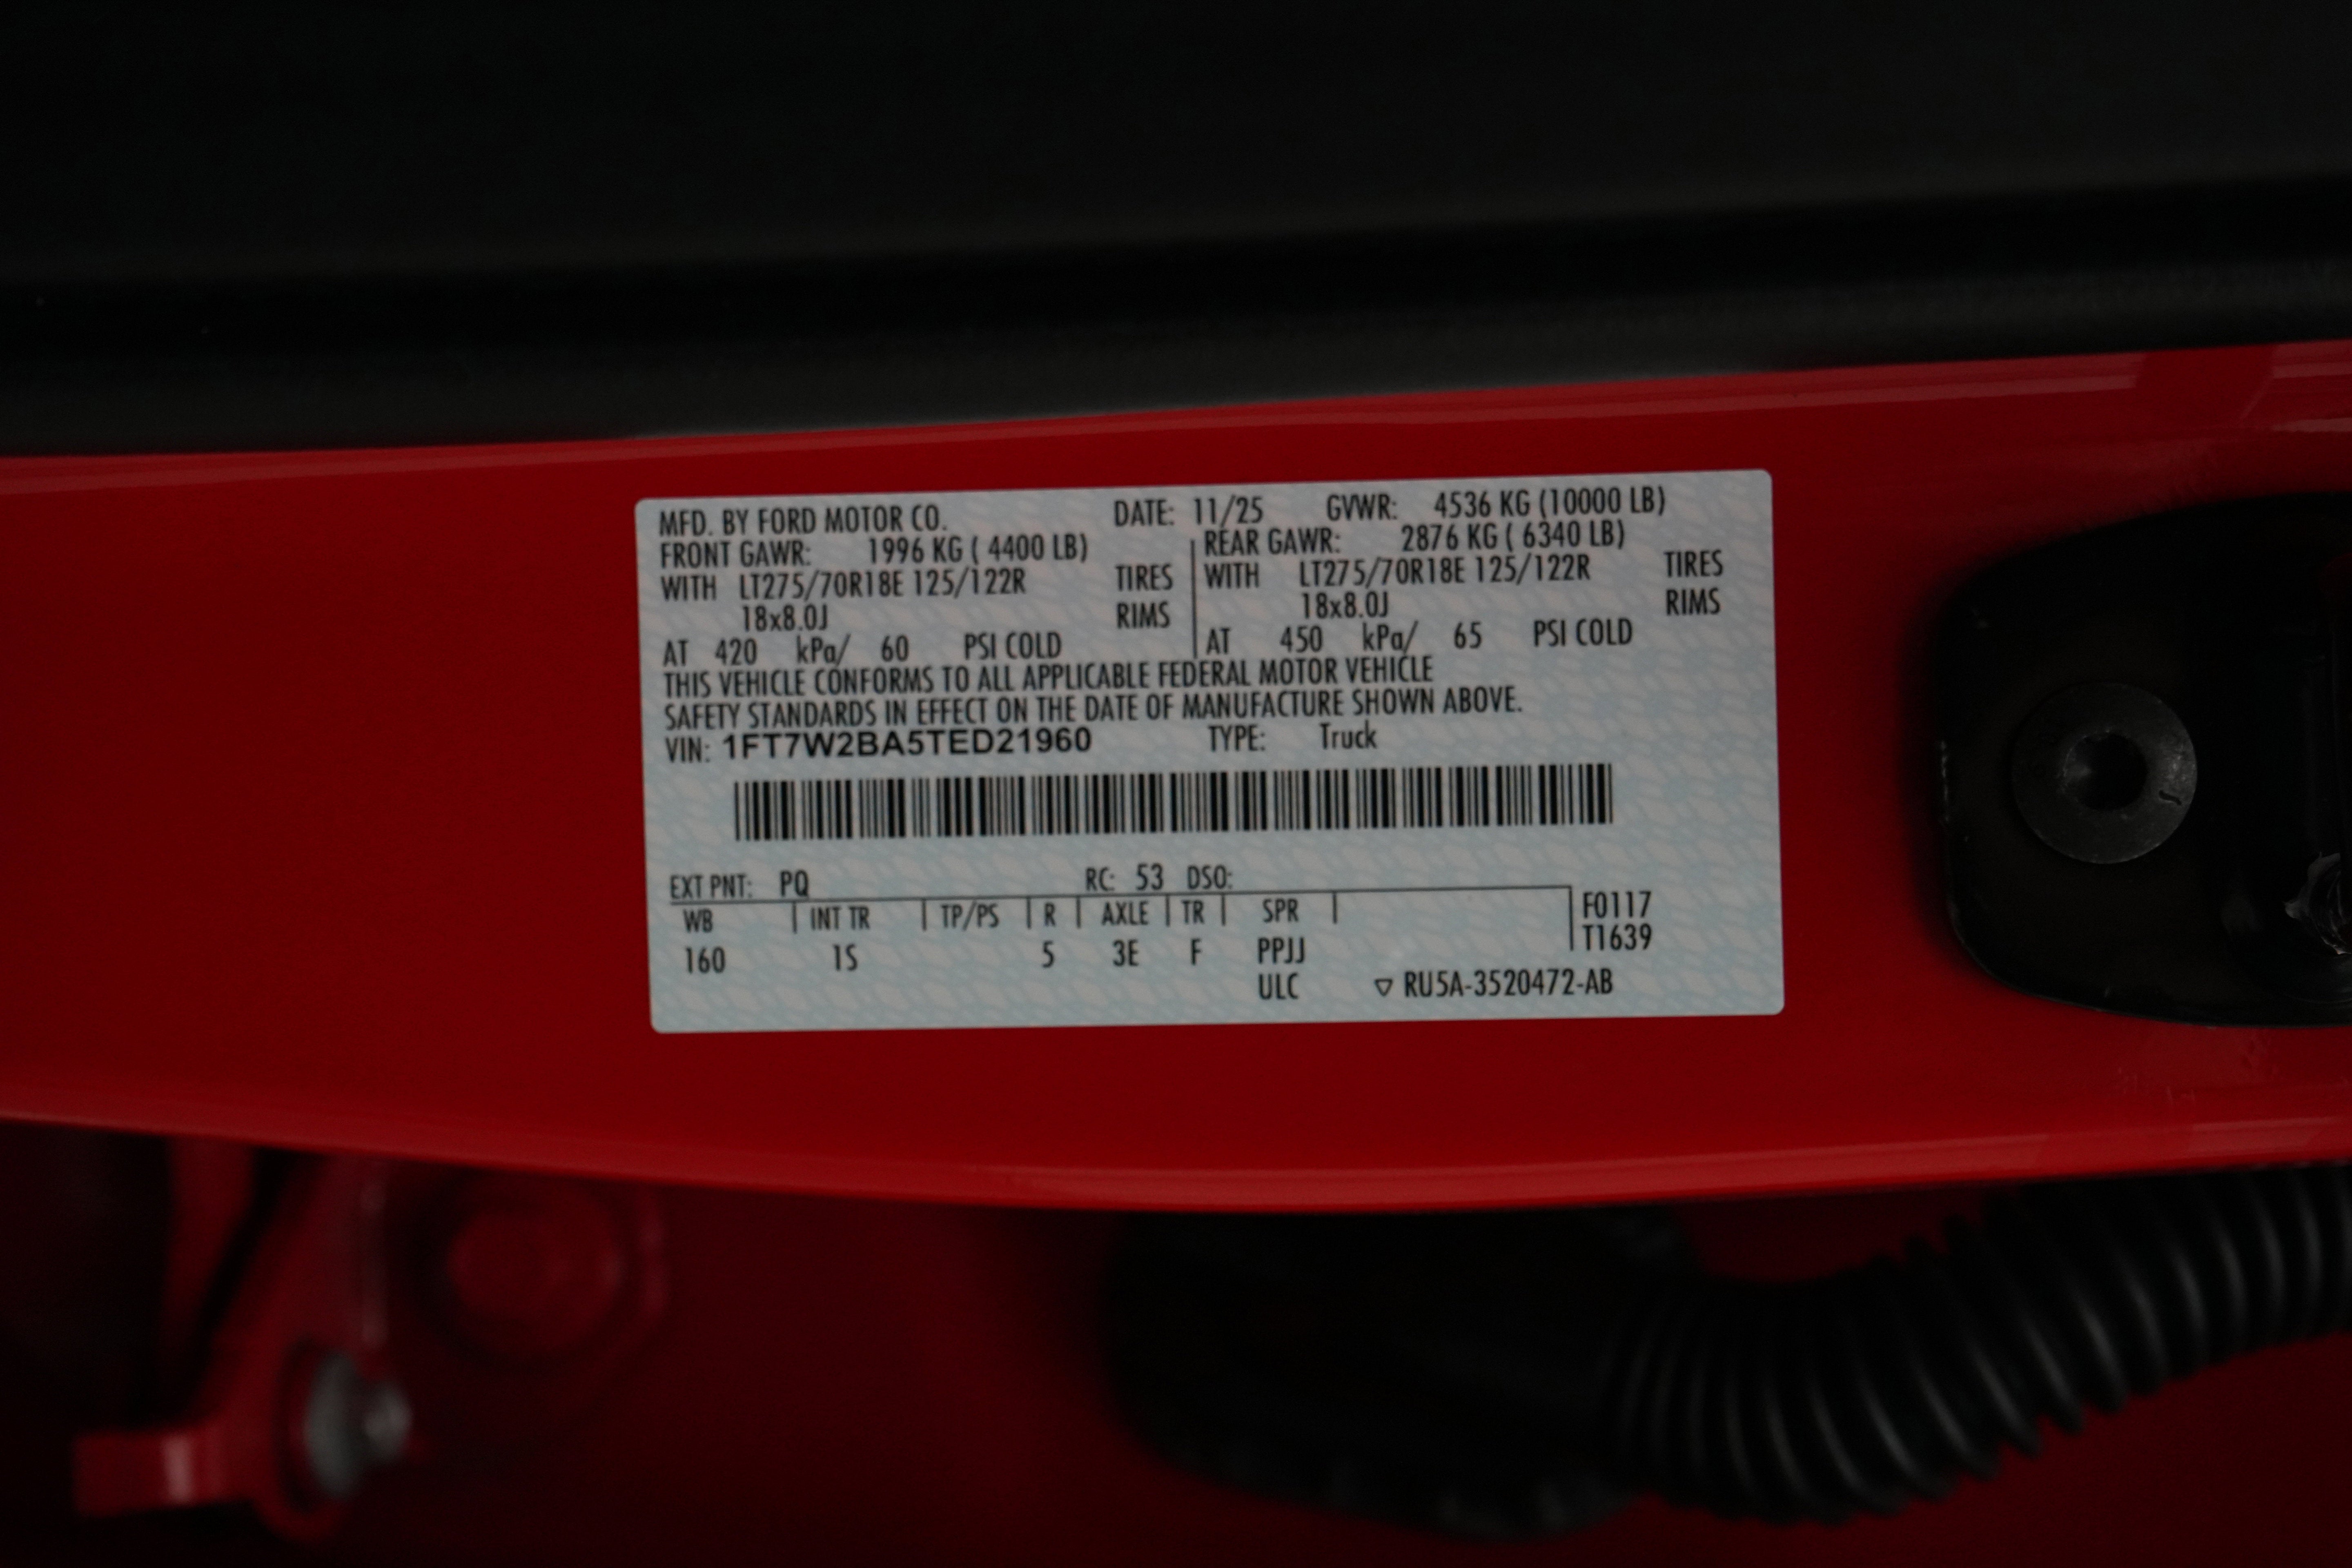 MFD. BY FORD MOTOR CO. DATE: 11/25 GVWR: 4536 KG (10000 LB)
FRONT GAWR: 1996 KG ( 4400 LB) REAR GAWR: 2876 KG ( 6340 LB)
WITH LT275/70R18E 125/122R TIRES WITH LT275/70R18E 125/122R TIRES
18x8.0J RIMS 18x8.0J RIMS
AT 420 kPa/ 60 PSI COLD AT 450 kPa/ 65 PSI COLD
THIS VEHICLE CONFORMS TO ALL APPLICABLE FEDERAL MOTOR VEHICLE
SAFETY STANDARDS IN EFFECT ON THE DATE OF MANUFACTURE SHOWN ABOVE.
VIN: 1FT7W2BA5TED21960 TYPE: Truck
EXT PNT: PQ RC: 53 DSO:
WB INT TR TP/PS R AXLE TR SPR F0117
T1639
160 1S 5 3E F PPJJ
ULC ▽ RU5A-3520472-AB